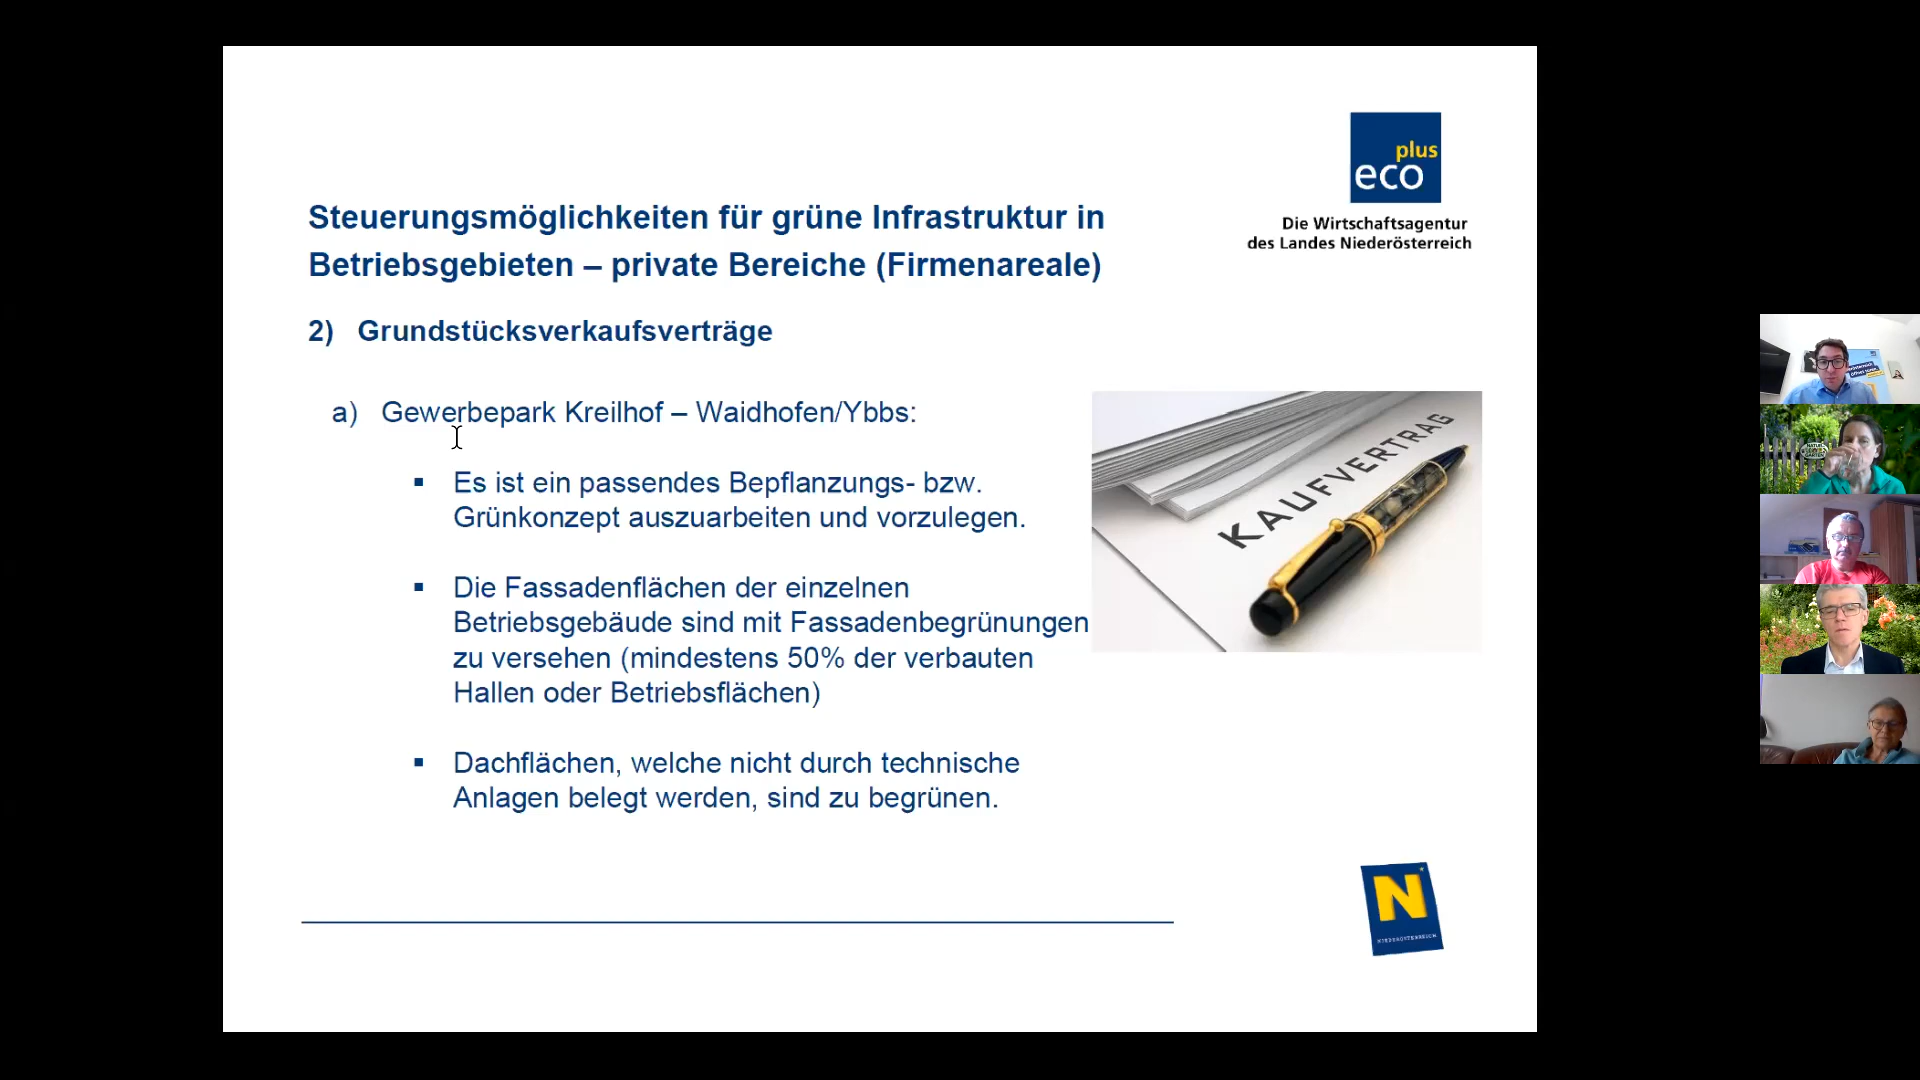 plus
eco
Die Wirtschaftsagentur
des Landes Niederösterreich
Steuerungsmöglichkeiten für grüne Infrastruktur in
Betriebsgebieten – private Bereiche (Firmenareale)
2) Grundstücksverkaufsverträge
a) Gewerbepark Kreilhof – Waidhofen/Ybbs:
▪ Es ist ein passendes Bepflanzungs- bzw.
Grünkonzept auszuarbeiten und vorzulegen.
▪ Die Fassadenflächen der einzelnen
Betriebsgebäude sind mit Fassadenbegrünungen
zu versehen (mindestens 50% der verbauten
Hallen oder Betriebsflächen)
▪ Dachflächen, welche nicht durch technische
Anlagen belegt werden, sind zu begrünen.
KAUFVERTRAG
N
NIEDERÖSTERREICH